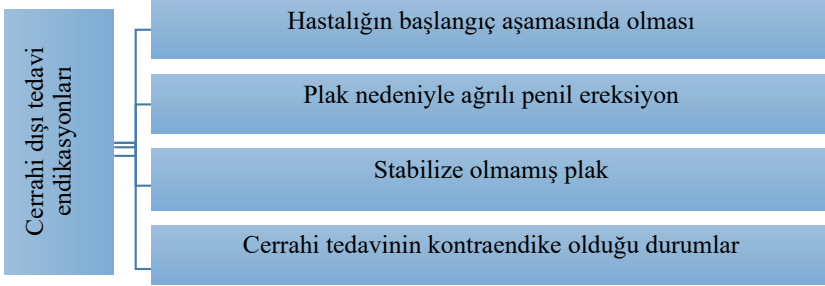 Cerrahi dışı tedavi
endikasyonları
Hastalığın başlangıç aşamasında olması
Plak nedeniyle ağrılı penil ereksiyon
Stabilize olmamış plak
Cerrahi tedavinin kontraendike olduğu durumlar